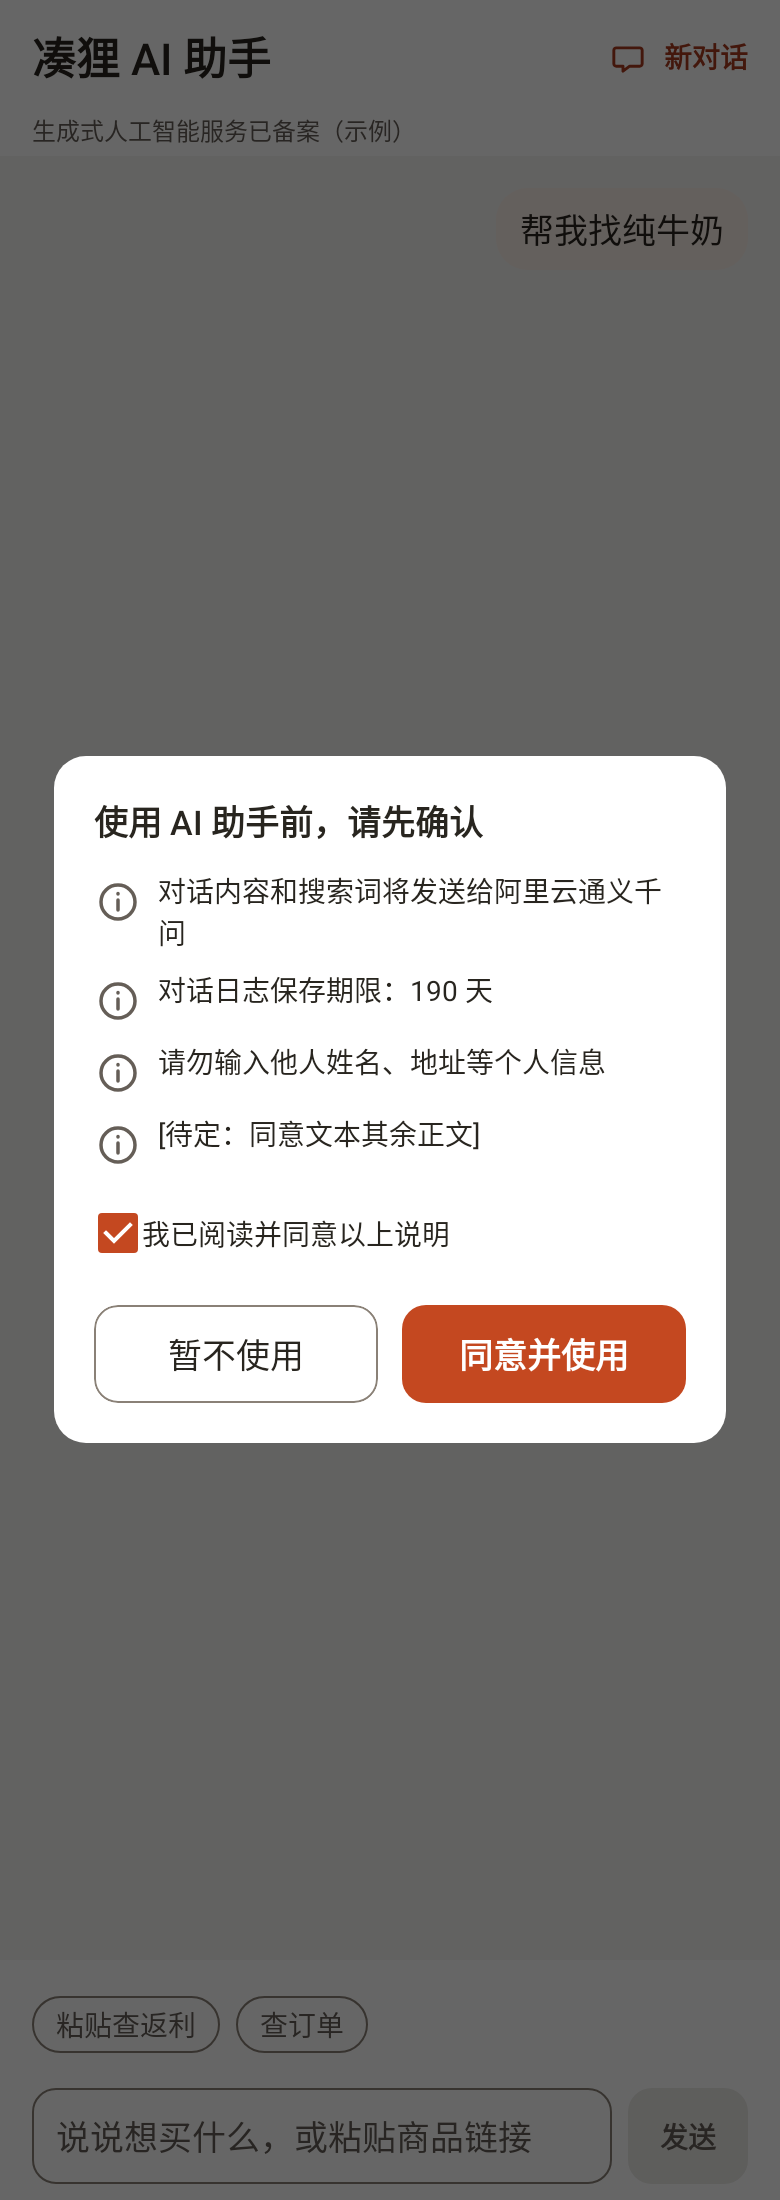 凑狸 AI 助手
新对话
生成式人工智能服务已备案（示例）
帮我找纯牛奶
使用 AI 助手前，请先确认
对话内容和搜索词将发送给阿里云通义千
问
对话日志保存期限：190 天
请勿输入他人姓名、地址等个人信息
[待定：同意文本其余正文]
我已阅读并同意以上说明
暂不使用
同意并使用
粘贴查返利
查订单
说说想买什么，或粘贴商品链接
发送